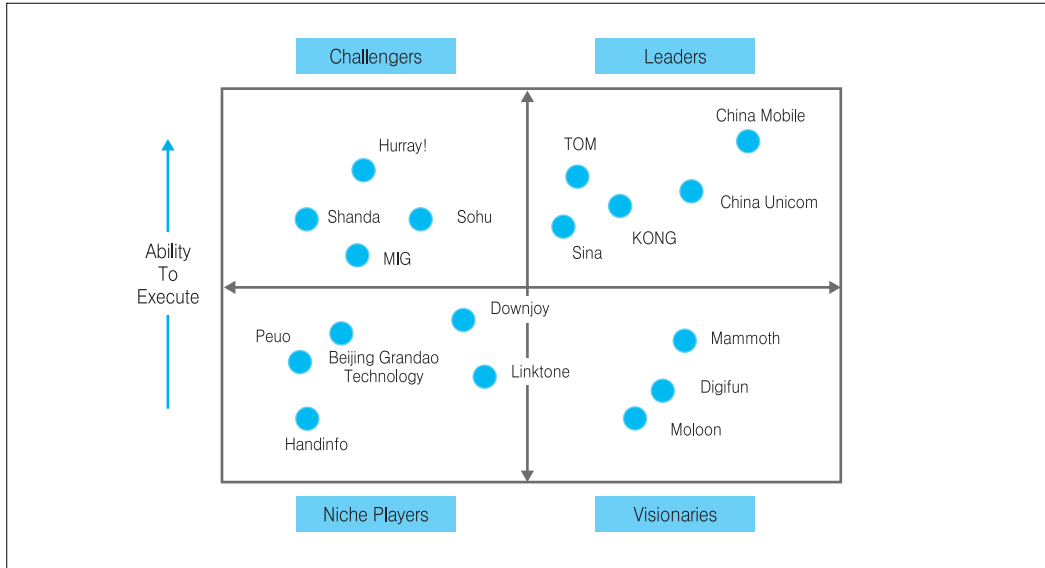 Challengers
Leaders
China Mobile
Hurray!
TOM
Shanda
Sohu
China Unicom
KONG
Sina
MIG
Ability
To
Execute
Downjoy
Peuo
Beijing Grandao
Technology
Linktone
Mammoth
Digifun
Moloon
Handinfo
Niche Players
Visionaries